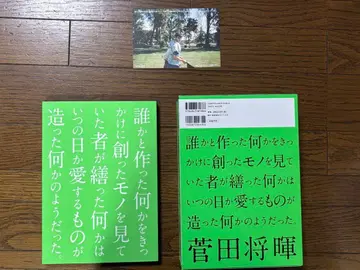 誰かと作った何かをきっ
かけに創ったモノを見て
いた者が繕った何かは
いつの日か愛するものが
造った何かのようだった。
誰かと作った何かをきっ
かけに創ったモノを見て
いた者が繕った何かは
いつの日か愛するものが
造った何かのようだった。
菅田将暉